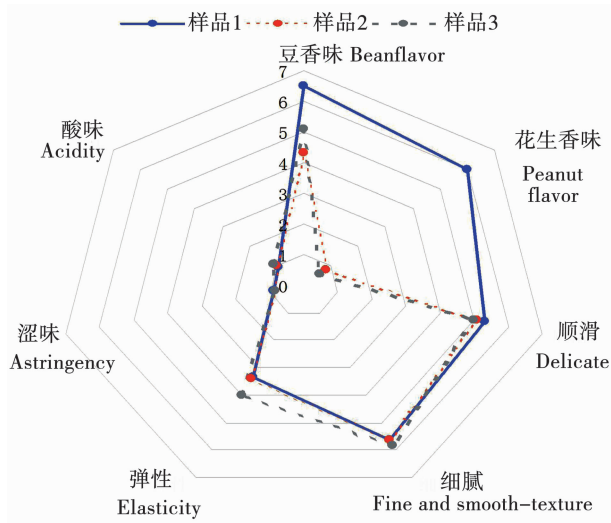 样品1 样品2 样品3
豆香味 Beanflavor
7
6
5
4
3
2
1
0
花生香味
Peanut
flavor
顺滑
Delicate
细腻
Fine and smooth-texture
弹性
Elasticity
涩味
Astringency
酸味
Acidity